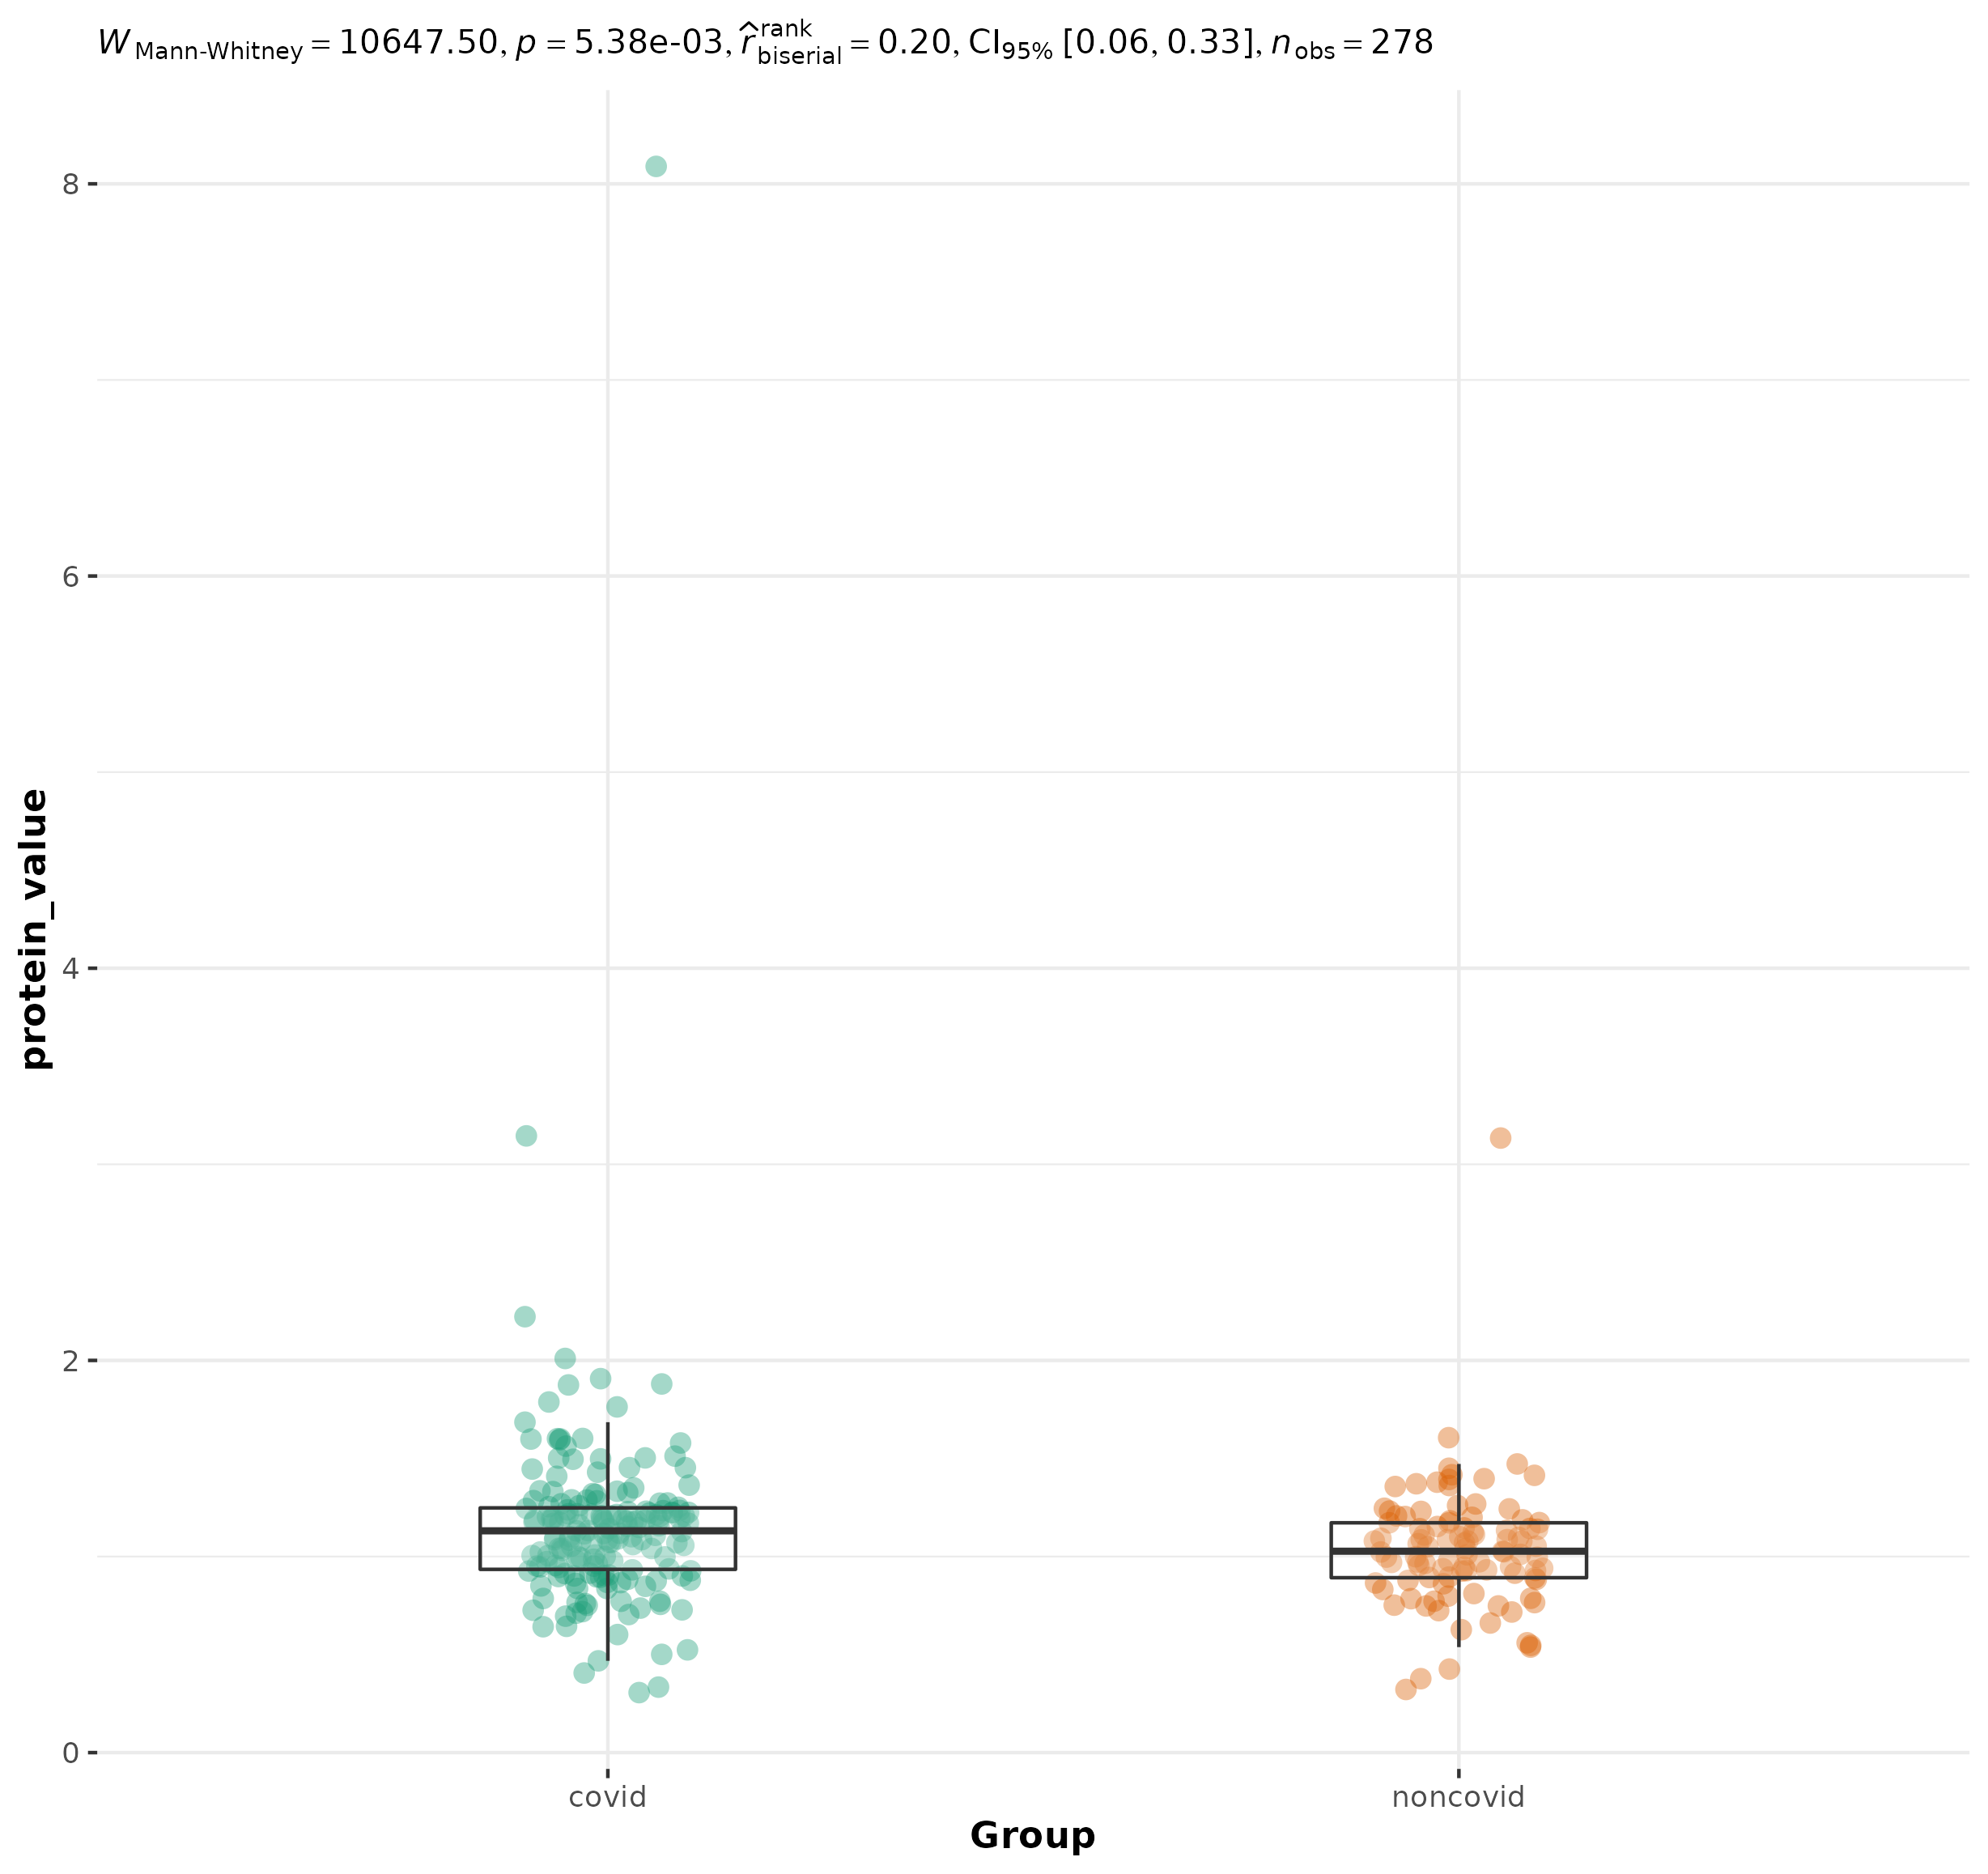 W Mann-Whitney = 10647.50, p = 5.38e-03, r̂ rank biserial = 0.20, CI95% [0.06, 0.33], n obs = 278
8
6
protein_value
4
2
0
covid noncovid
Group